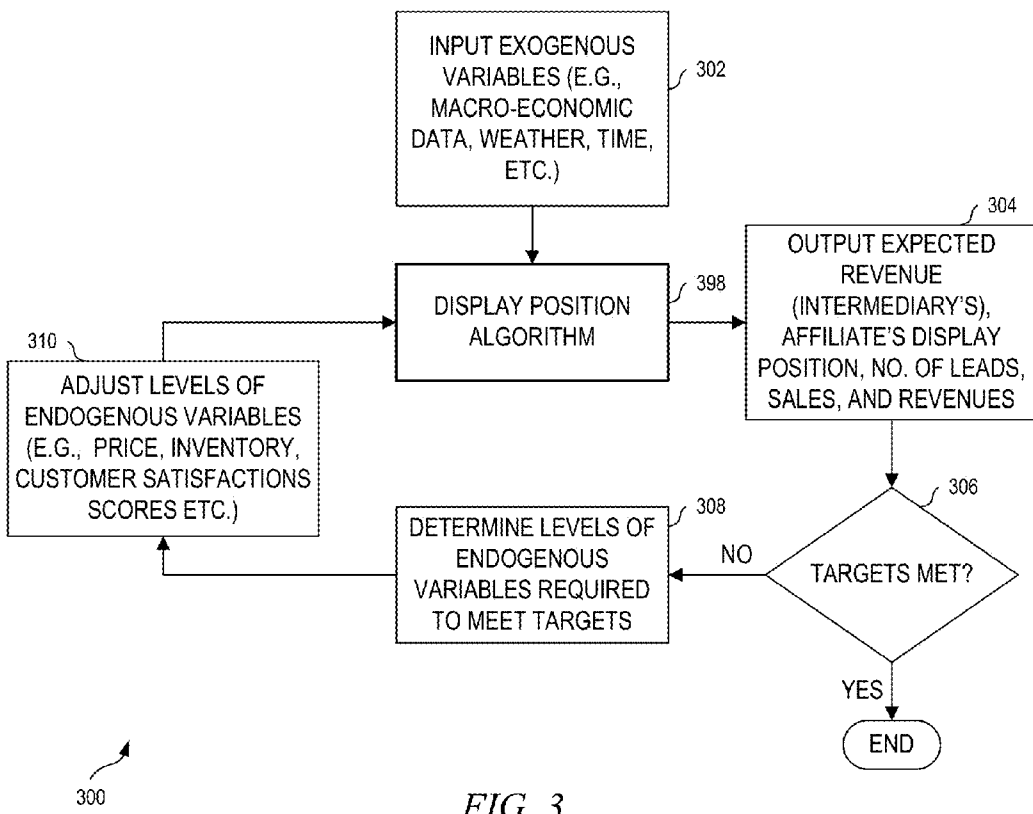 INPUT EXOGENOUS
VARIABLES (E.G.,
MACRO-ECONOMIC
DATA, WEATHER, TIME,
ETC.)
302
DISPLAY POSITION
ALGORITHM
398
304
OUTPUT EXPECTED
REVENUE
(INTERMEDIARY'S),
AFFILIATE'S DISPLAY
POSITION, NO. OF LEADS,
SALES, AND REVENUES
310
ADJUST LEVELS OF
ENDOGENOUS VARIABLES
(E.G., PRICE, INVENTORY,
CUSTOMER SATISFACTIONS
SCORES ETC.)
308
DETERMINE LEVELS OF
ENDOGENOUS
VARIABLES REQUIRED
TO MEET TARGETS
NO
306
TARGETS MET?
YES
END
300
FIG. 3